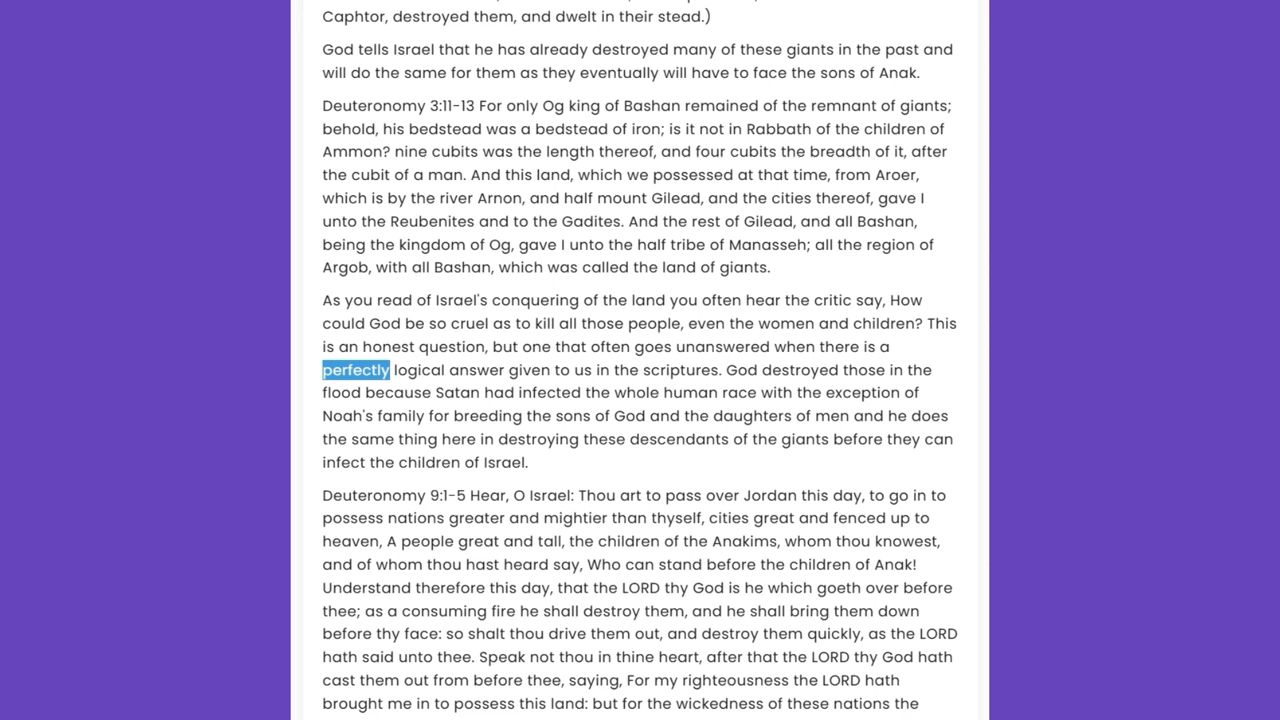 Caphtor, destroyed them, and dwelt in their stead.)
God tells Israel that he has already destroyed many of these giants in the past and
will do the same for them as they eventually will have to face the sons of Anak.
Deuteronomy 3:11-13 For only Og king of Bashan remained of the remnant of giants;
behold, his bedstead was a bedstead of iron; is it not in Rabbath of the children of
Ammon? nine cubits was the length thereof, and four cubits the breadth of it, after
the cubit of a man. And this land, which we possessed at that time, from Aroer,
which is by the river Arnon, and half mount Gilead, and the cities thereof, gave I
unto the Reubenites and to the Gadites. And the rest of Gilead, and all Bashan,
being the kingdom of Og, gave I unto the half tribe of Manasseh; all the region of
Argob, with all Bashan, which was called the land of giants.
As you read of Israel's conquering of the land you often hear the critic say, How
could God be so cruel as to kill all those people, even the women and children? This
is an honest question, but one that often goes unanswered when there is a
perfectly logical answer given to us in the scriptures. God destroyed those in the
flood because Satan had infected the whole human race with the exception of
Noah's family for breeding the sons of God and the daughters of men and he does
the same thing here in destroying these descendants of the giants before they can
infect the children of Israel.
Deuteronomy 9:1-5 Hear, O Israel: Thou art to pass over Jordan this day, to go in to
possess nations greater and mightier than thyself, cities great and fenced up to
heaven, A people great and tall, the children of the Anakims, whom thou knowest,
and of whom thou hast heard say, Who can stand before the children of Anak!
Understand therefore this day, that the LORD thy God is he which goeth over before
thee; as a consuming fire he shall destroy them, and he shall bring them down
before thy face: so shalt thou drive them out, and destroy them quickly, as the LORD
hath said unto thee. Speak not thou in thine heart, after that the LORD thy God hath
cast them out from before thee, saying, For my righteousness the LORD hath
brought me in to possess this land: but for the wickedness of these nations the